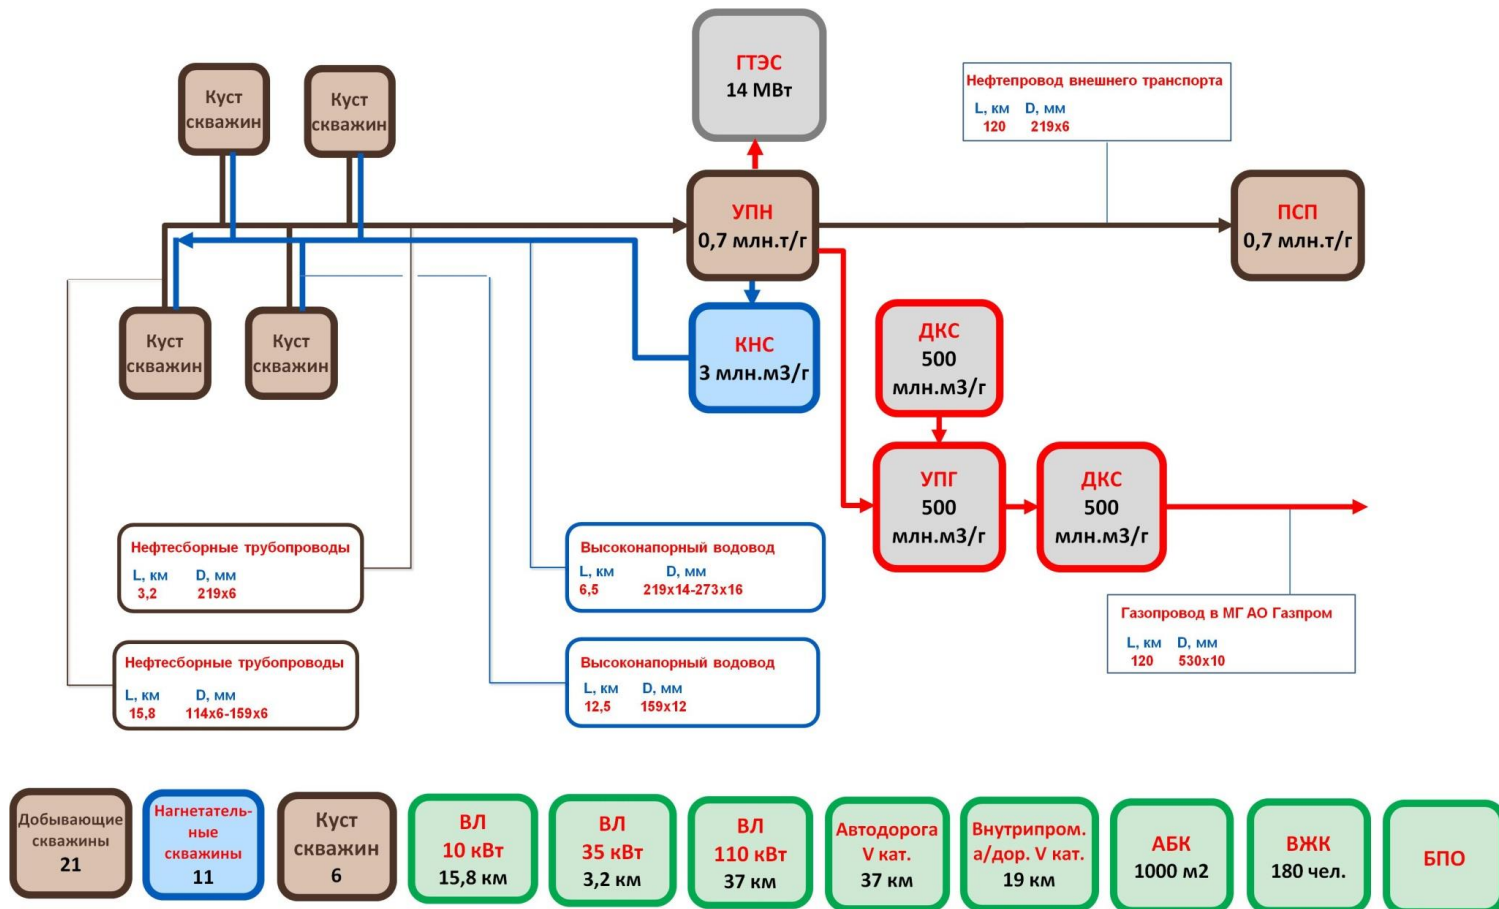 ГТЭС
14 МВт
Куст
скважин
Куст
скважин
Нефтепровод внешнего транспорта
L, км D, мм
120 219х6
УПН
0,7 млн.т/г
ПСП
0,7 млн.т/г
Куст
скважин
Куст
скважин
КНС
3 млн.м3/г
ДКС
500
млн.м3/г
УПГ
500
млн.м3/г
ДКС
500
млн.м3/г
Нефтесборные трубопроводы
L, км D, мм
3,2 219х6
Высоконапорный водовод
L, км D, мм
6,5 219х14-273х16
Газопровод в МГ АО Газпром
L, км D, мм
120 530х10
Нефтесборные трубопроводы
L, км D, мм
15,8 114х6-159х6
Высоконапорный водовод
L, км D, мм
12,5 159х12
Добывающие
скважины
21
Нагнетатель-
ные
скважины
11
Куст
скважин
6
ВЛ
10 кВт
15,8 км
ВЛ
35 кВт
3,2 км
ВЛ
110 кВт
37 км
Автодорога
V кат.
37 км
Внутрипром.
а/дор. V кат.
19 км
АБК
1000 м2
ВЖК
180 чел.
БПО